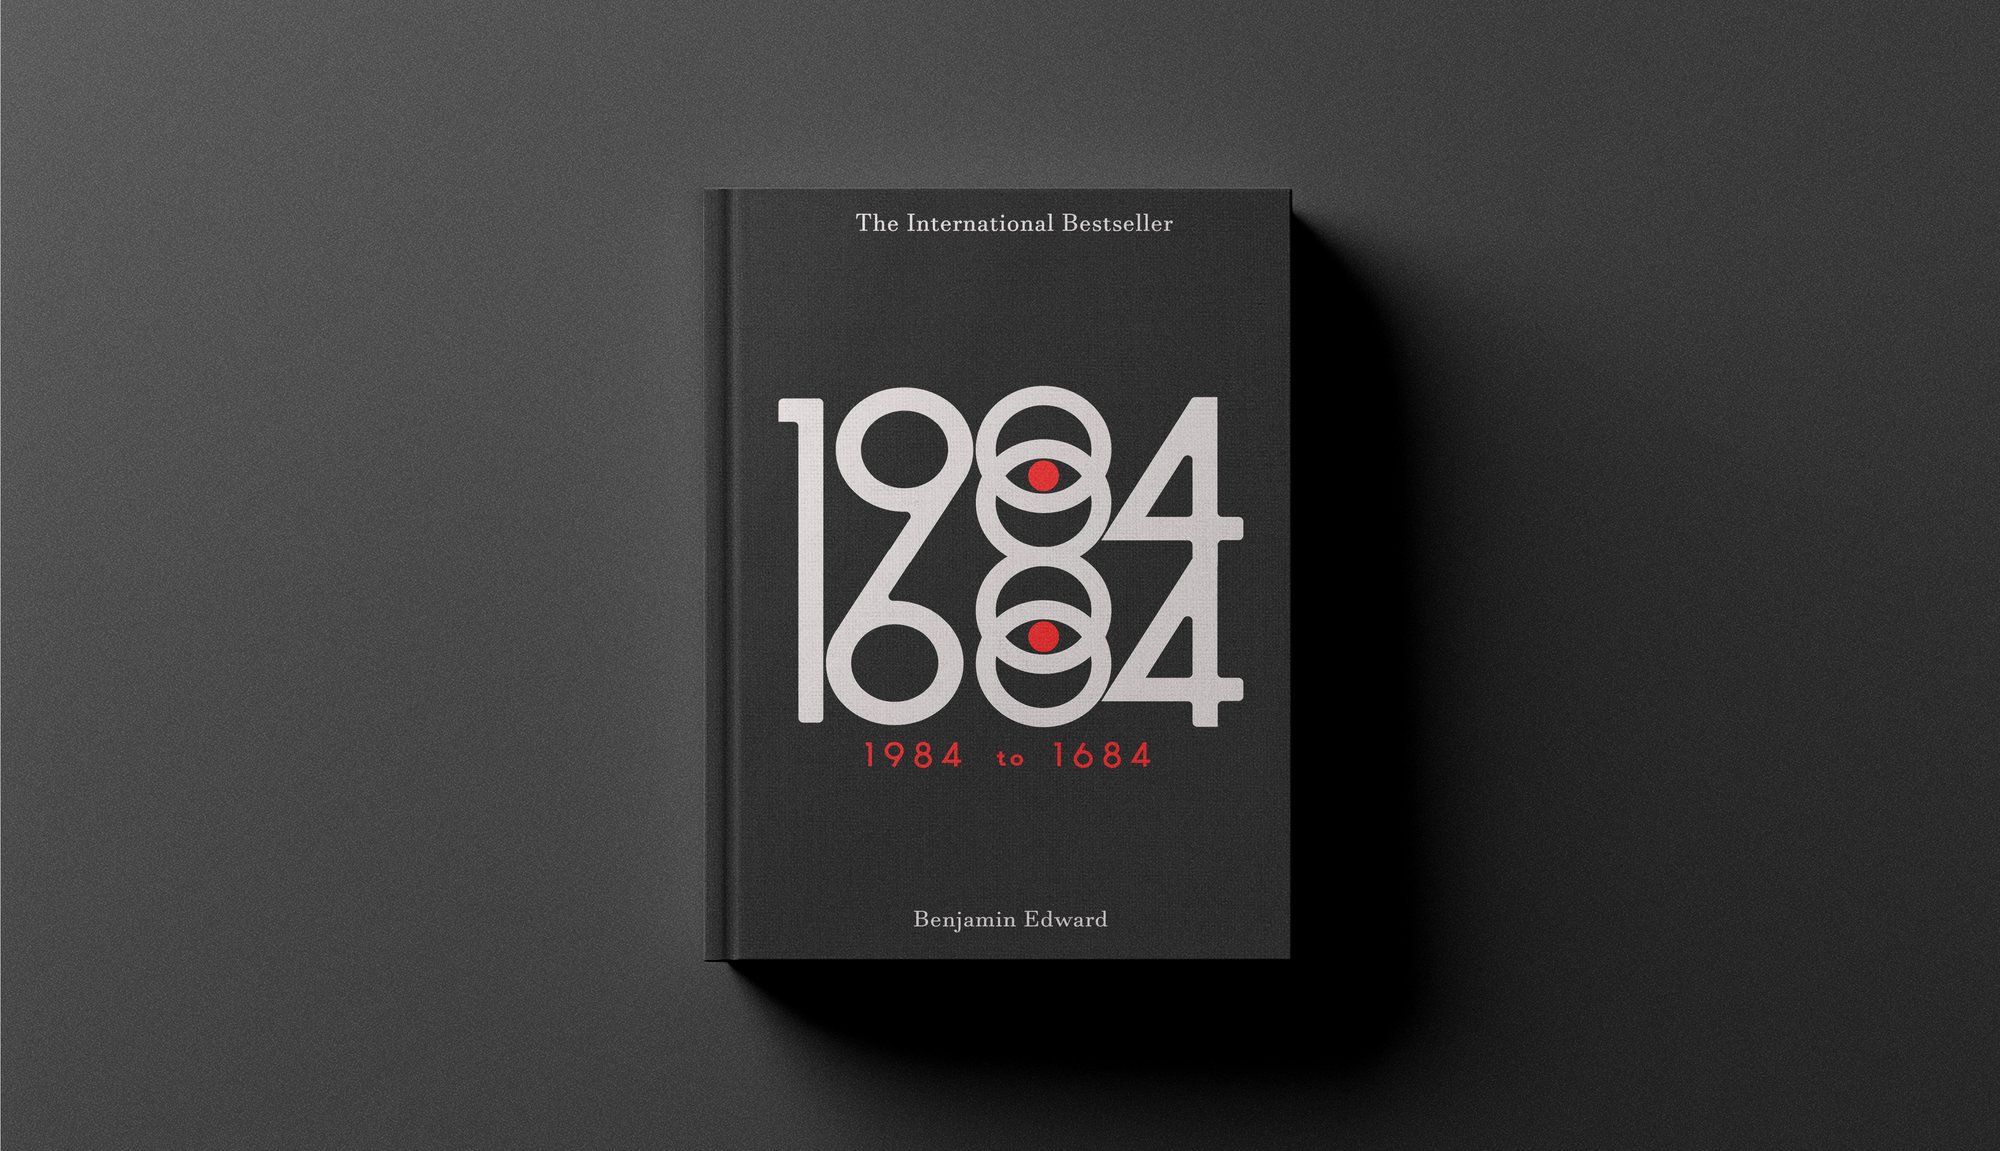 The International Bestseller
1984
1684
1984 to 1684
Benjamin Edward